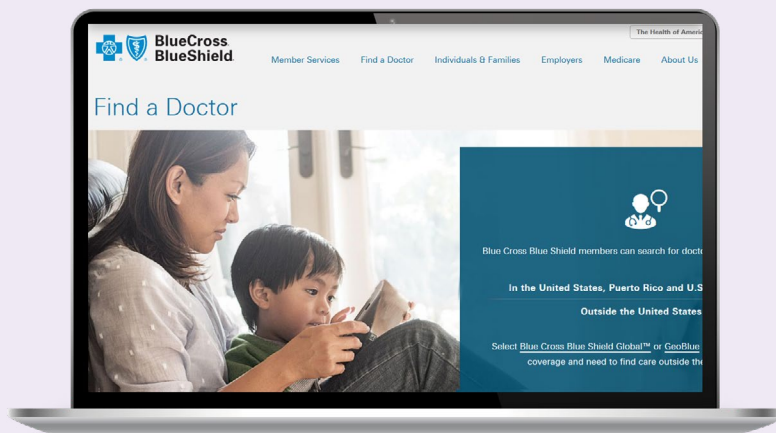 The Health of Americ
BlueCross
BlueShield
Member Services Find a Doctor Individuals & Families Employers Medicare About Us
Find a Doctor
Blue Cross Blue Shield members can search for docto
In the United States, Puerto Rico and U.S
Outside the United States
Select Blue Cross Blue Shield Global™ or GeoBlue
coverage and need to find care outside the